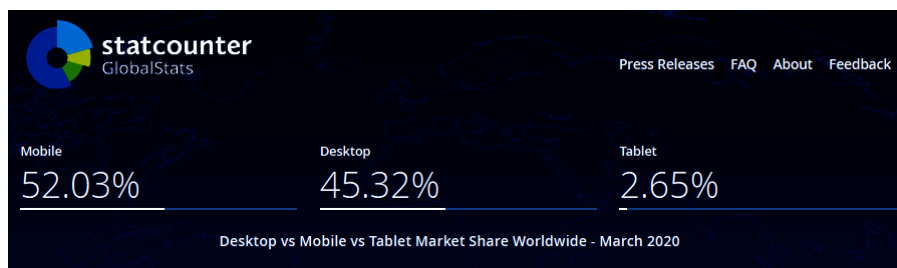 statcounter
GlobalStats
Press Releases FAQ About Feedback
Mobile Desktop Tablet
52.03% 45.32% 2.65%
Desktop vs Mobile vs Tablet Market Share Worldwide - March 2020